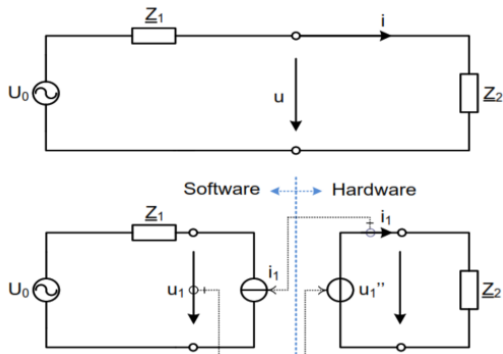 Z1 i
U0 u Z2
Software Hardware
Z1 i1
U0 u1 i1 u1'' Z2